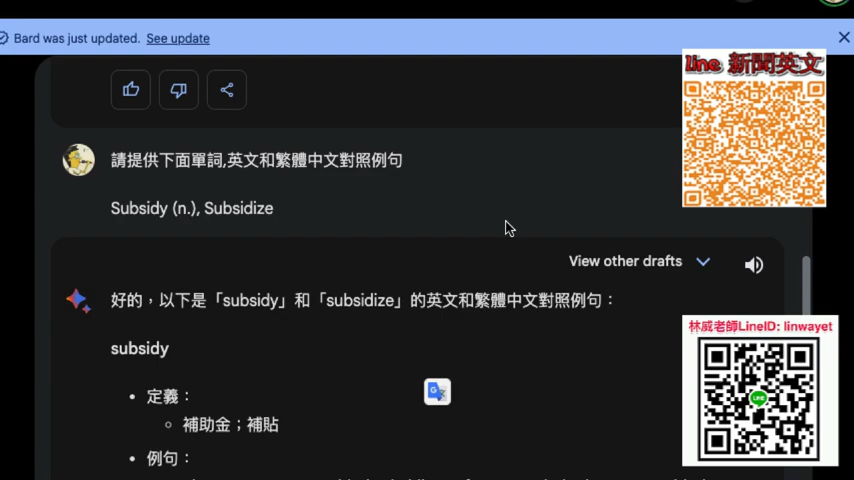 Bard was just updated. See update
line 新聞英文
請提供下面單詞,英文和繁體中文對照例句
Subsidy (n.), Subsidize
View other drafts
好的，以下是「subsidy」和「subsidize」的英文和繁體中文對照例句：
林威老師LineID: linwayet
subsidy
LINE
定義：
補助金；補貼
例句：